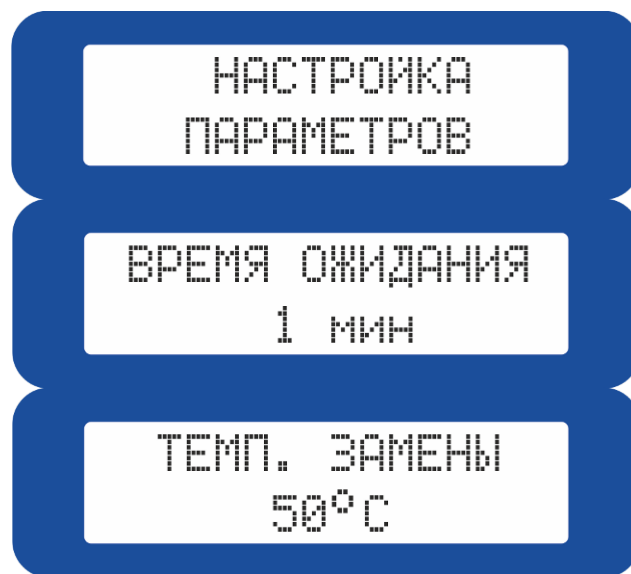 НАСТРОЙКА
ПАРАМЕТРОВ
ВРЕМЯ ОЖИДАНИЯ
1 мин
ТЕМП. ЗАМЕНЫ
50°C